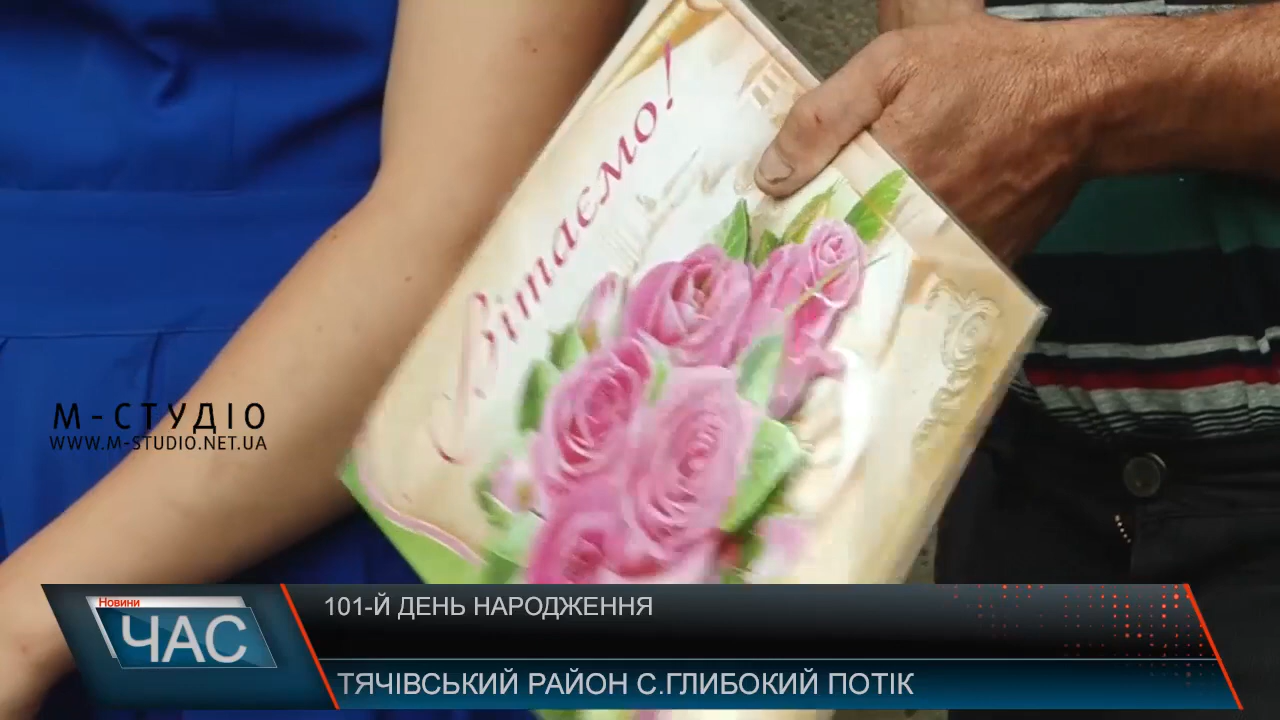 Вітаємо!
М-СТУДІО
WWW.M-STUDIO.NET.UA
Новини
ЧАС
101-Й ДЕНЬ НАРОДЖЕННЯ
ТЯЧІВСЬКИЙ РАЙОН С.ГЛИБОКИЙ ПОТІК